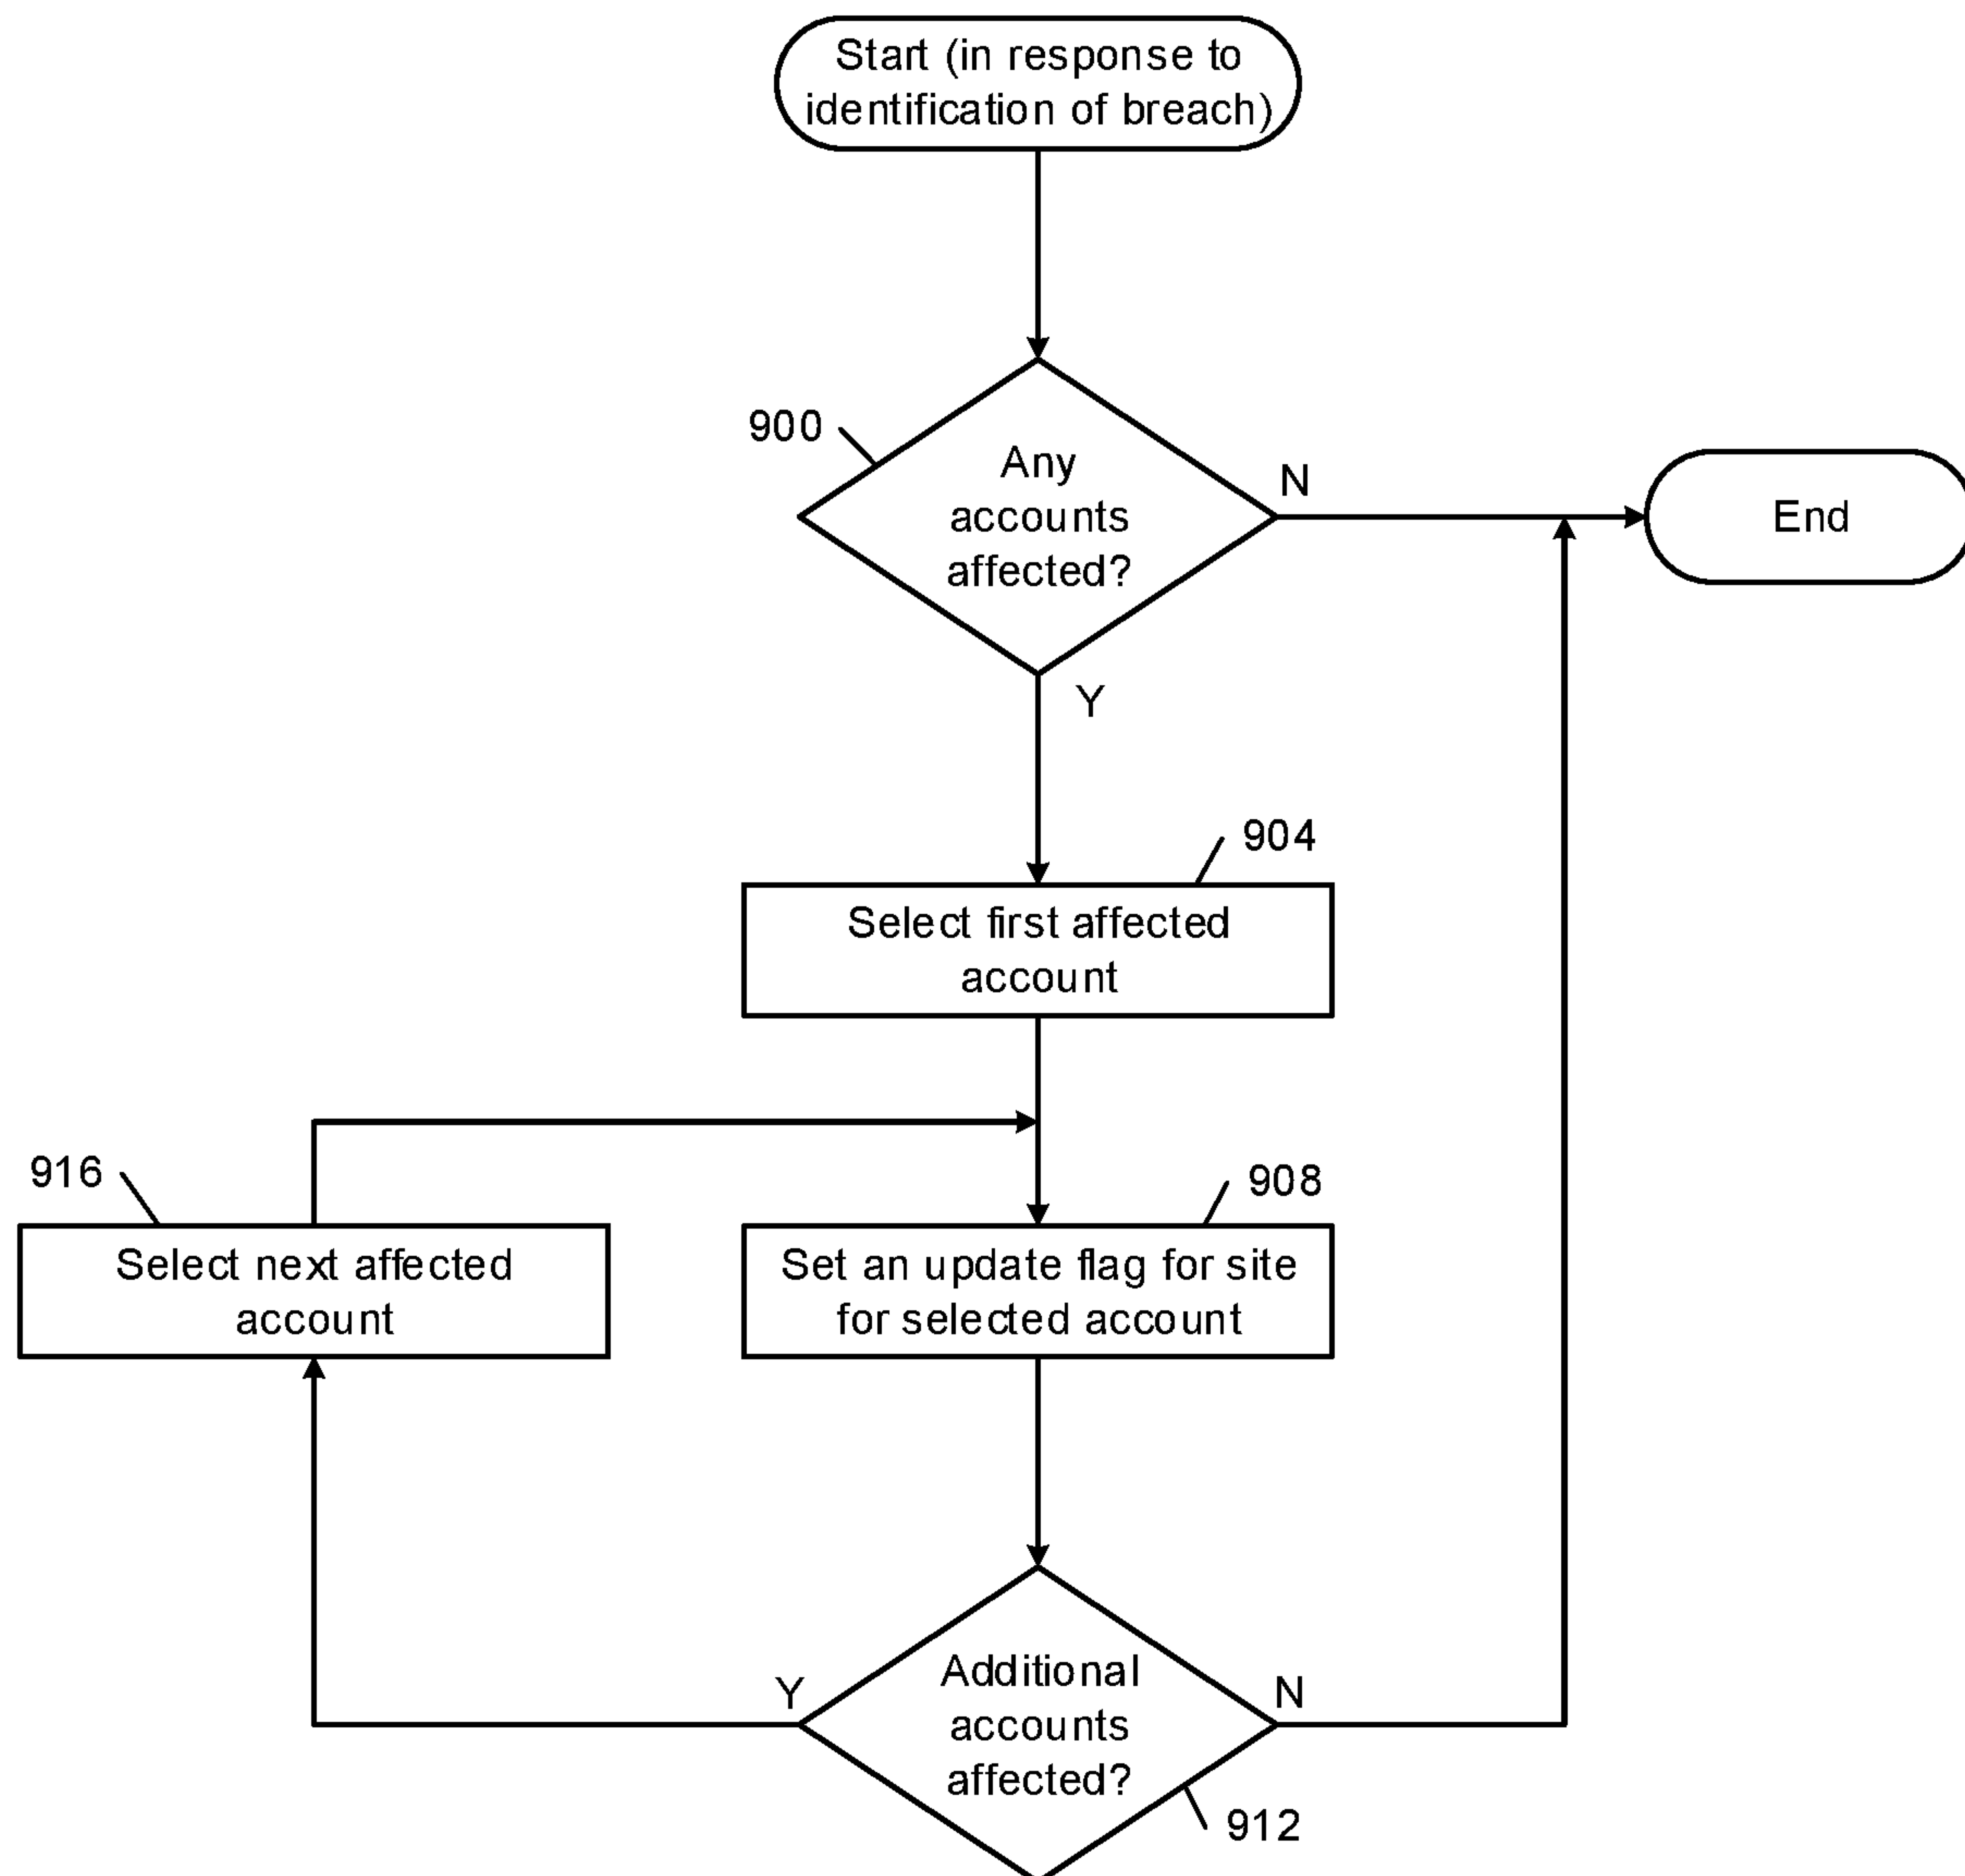 Start (in response to
identification of breach)
900
Any
accounts
affected?
N
End
Y
904
Select first affected
account
916
Select next affected
account
908
Set an update flag for site
for selected account
Y
Additional
accounts
affected?
N
912